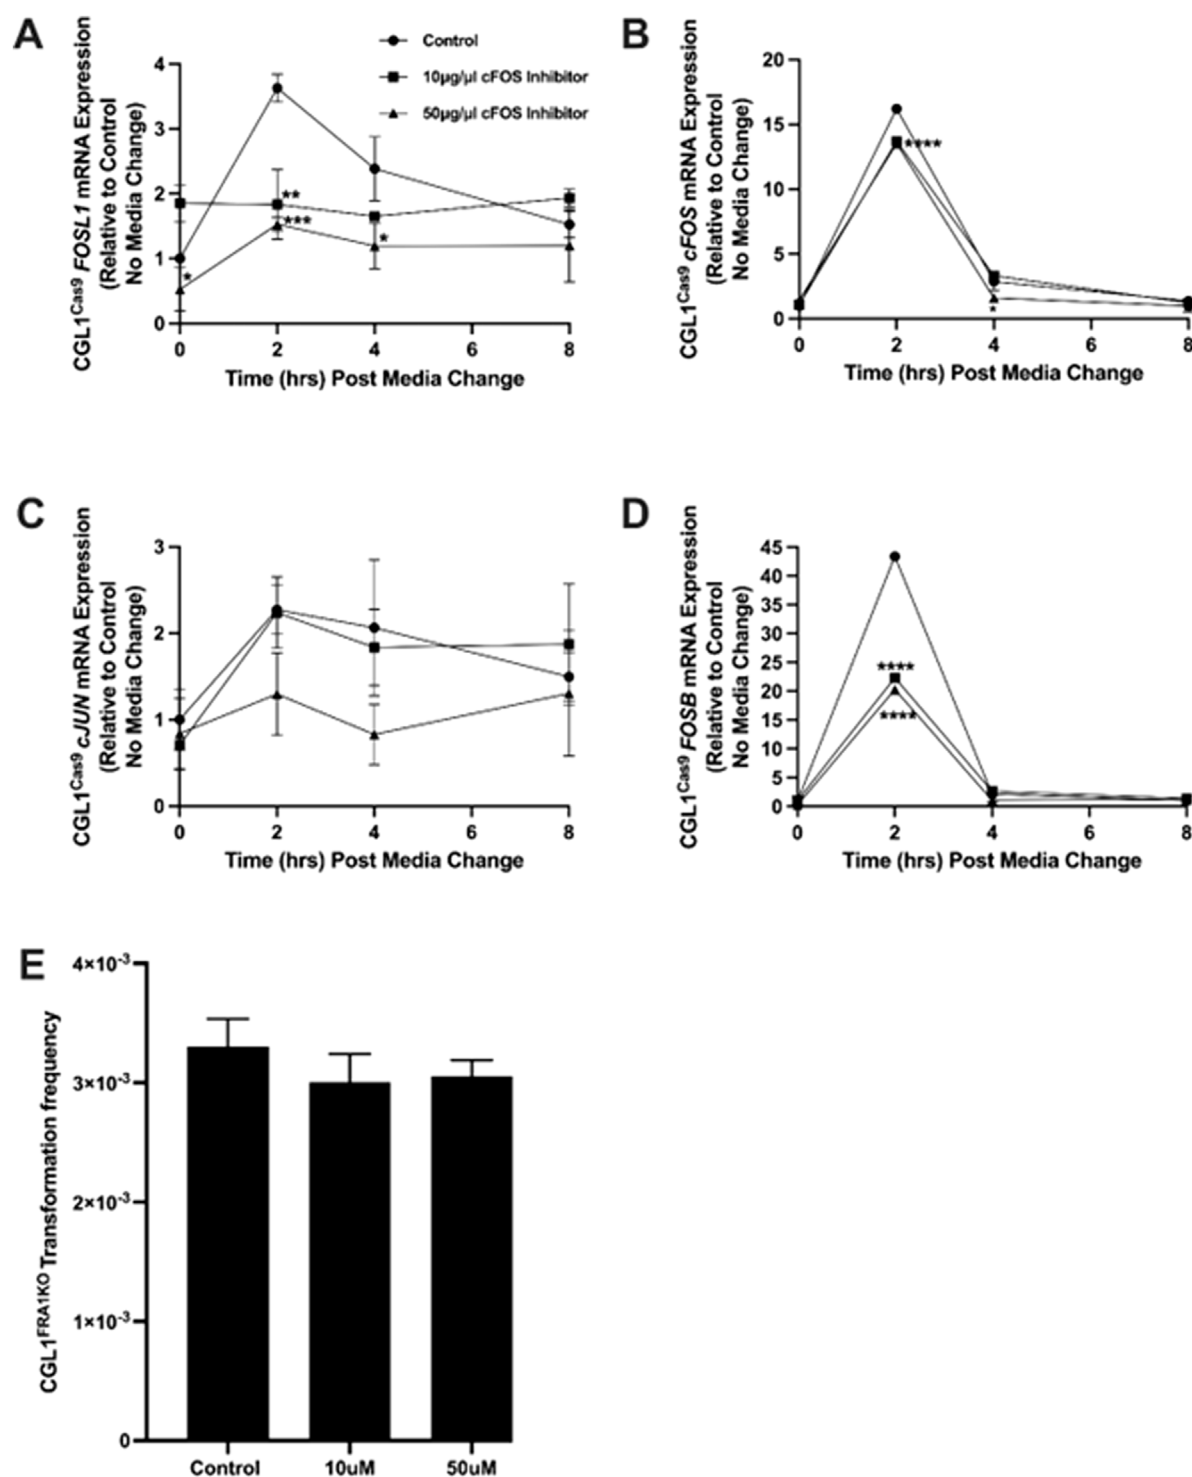 A
CGL1Cas9 FOSL1 mRNA Expression
(Relative to Control
No Media Change)
4
3
2
1
0
Control
10µg/µl cFOS Inhibitor
50µg/µl cFOS Inhibitor
**
***
*
*
0 2 4 8
Time (hrs) Post Media Change
B
CGL1Cas9 cFOS mRNA Expression
(Relative to Control
No Media Change)
20
15
10
5
0
****
*
0 2 4 6 8
Time (hrs) Post Media Change
C
CGL1Cas9 cJUN mRNA Expression
(Relative to Control
No Media Change)
3
2
1
0
0 2 4 8
Time (hrs) Post Media Change
D
CGL1Cas9 FOSB mRNA Expression
(Relative to Control
No Media Change)
45
40
35
30
25
20
15
10
5
0
****
****
0 2 4 6 8
Time (hrs) Post Media Change
E
CGL1FRA1KO Transformation frequency
4×10-3
3×10-3
2×10-3
1×10-3
0
Control 10uM 50uM